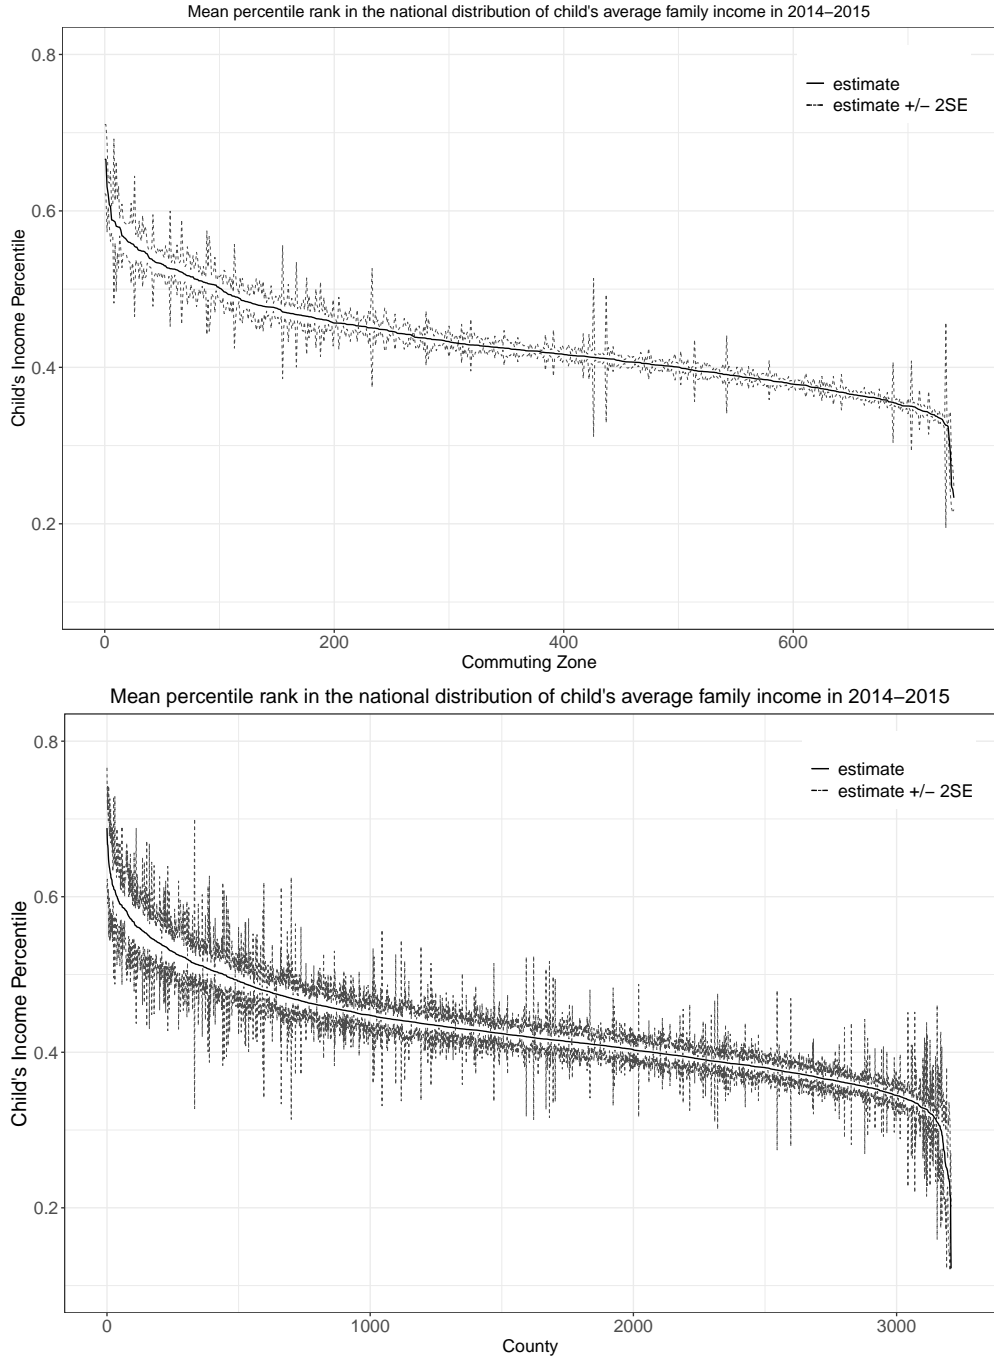 Mean percentile rank in the national distribution of child's average family income in 2014−2015
0.8
estimate
estimate +/− 2SE
0.6
Child's Income Percentile
0.4
0.2
0
200
400
600
Commuting Zone
Mean percentile rank in the national distribution of child's average family income in 2014−2015
0.8
estimate
estimate +/− 2SE
0.6
Child's Income Percentile
0.4
0.2
0
1000
2000
3000
County